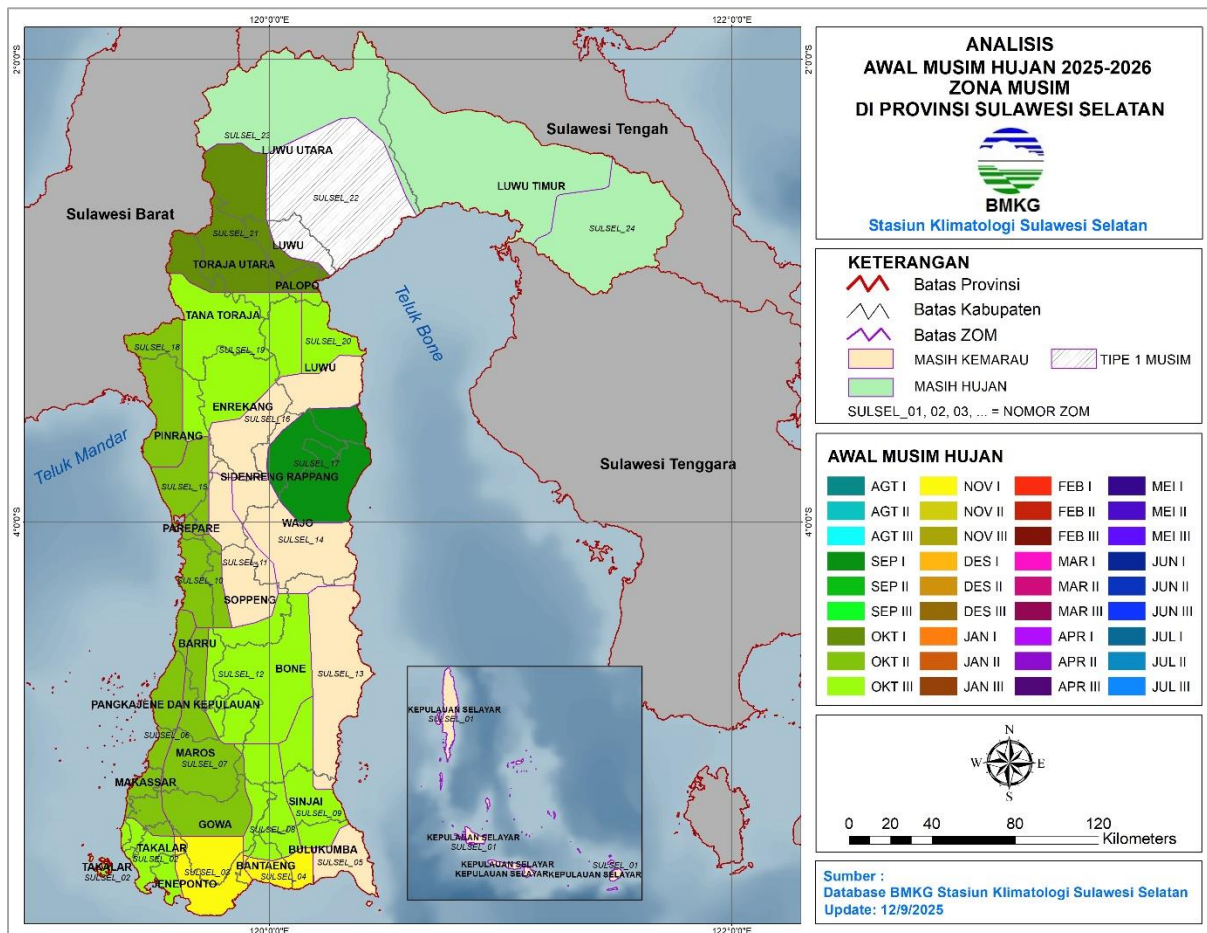 120°0'0"E
122°0'0"E
2°0'0"S
2°0'0"S
Sulawesi Tengah
SULSEL_23
LUWU UTARA
SULSEL_22
LUWU TIMUR
SULSEL_24
Sulawesi Barat
SULSEL_21
LUWU
TORAJA UTARA
PALOPO
Teluk Bone
TANA TORAJA
SULSEL_18
SULSEL_19
SULSEL_20
LUWU
ENREKANG
SULSEL_16
PINRANG
SULSEL_17
SIDENRENG RAPPANG
Teluk Mandar
SULSEL_15
Sulawesi Tenggara
4°0'0"S
4°0'0"S
PAREPARE
WAJO
SULSEL_14
SULSEL_11
SULSEL_10
SOPPENG
BARRU
BONE
SULSEL_12
SULSEL_13
PANGKAJENE DAN KEPULAUAN
SULSEL_06
MAROS
SULSEL_07
MAKASSAR
SINJAI
SULSEL_09
GOWA
SULSEL_08
TAKALAR
SULSEL_02
BULUKUMBA
SULSEL_05
TAKALAR
SULSEL_02
SULSEL_03
BANTAENG
SULSEL_04
JENEPONTO
KEPULAUAN SELAYAR
SULSEL_01
KEPULAUAN SELAYAR
SULSEL_01
KEPULAUAN SELAYAR
KEPULAUAN SELAYAR
SULSEL_01
KEPULAUAN SELAYAR
120°0'0"E
122°0'0"E
ANALISIS
AWAL MUSIM HUJAN 2025-2026
ZONA MUSIM
DI PROVINSI SULAWESI SELATAN
BMKG
Stasiun Klimatologi Sulawesi Selatan
KETERANGAN
Batas Provinsi
Batas Kabupaten
Batas ZOM
MASIH KEMARAU TIPE 1 MUSIM
MASIH HUJAN
SULSEL_01, 02, 03, ... = NOMOR ZOM
AWAL MUSIM HUJAN
AGT I NOV I FEB I MEI I
AGT II NOV II FEB II MEI II
AGT III NOV III FEB III MEI III
SEP I DES I MAR I JUN I
SEP II DES II MAR II JUN II
SEP III DES III MAR III JUN III
OKT I JAN I APR I JUL I
OKT II JAN II APR II JUL II
OKT III JAN III APR III JUL III
N
W E
S
0 20 40 80 120
Kilometers
Sumber :
Database BMKG Stasiun Klimatologi Sulawesi Selatan
Update: 12/9/2025